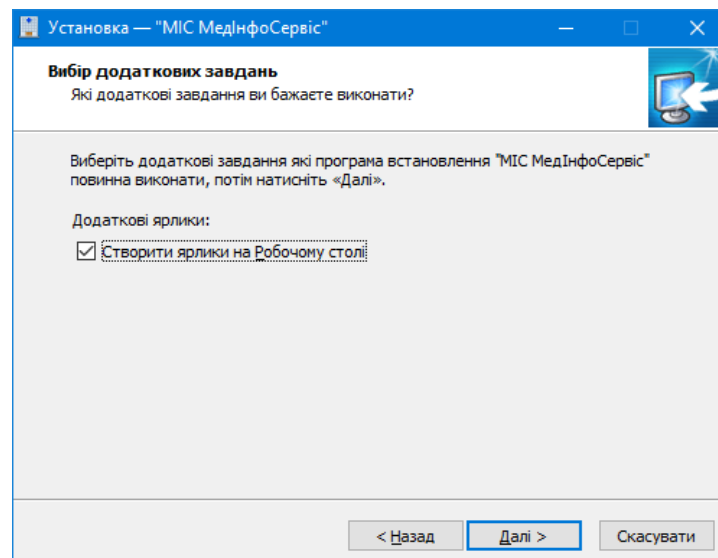 Установка — "МІС МедІнфоСервіс"
Вибір додаткових завдань
Які додаткові завдання ви бажаєте виконати?
Виберіть додаткові завдання які програма встановлення "МІС МедІнфоСервіс"
повинна виконати, потім натисніть «Далі».
Додаткові ярлики:
Створити ярлики на Робочому столі
< Назад
Далі >
Скасувати